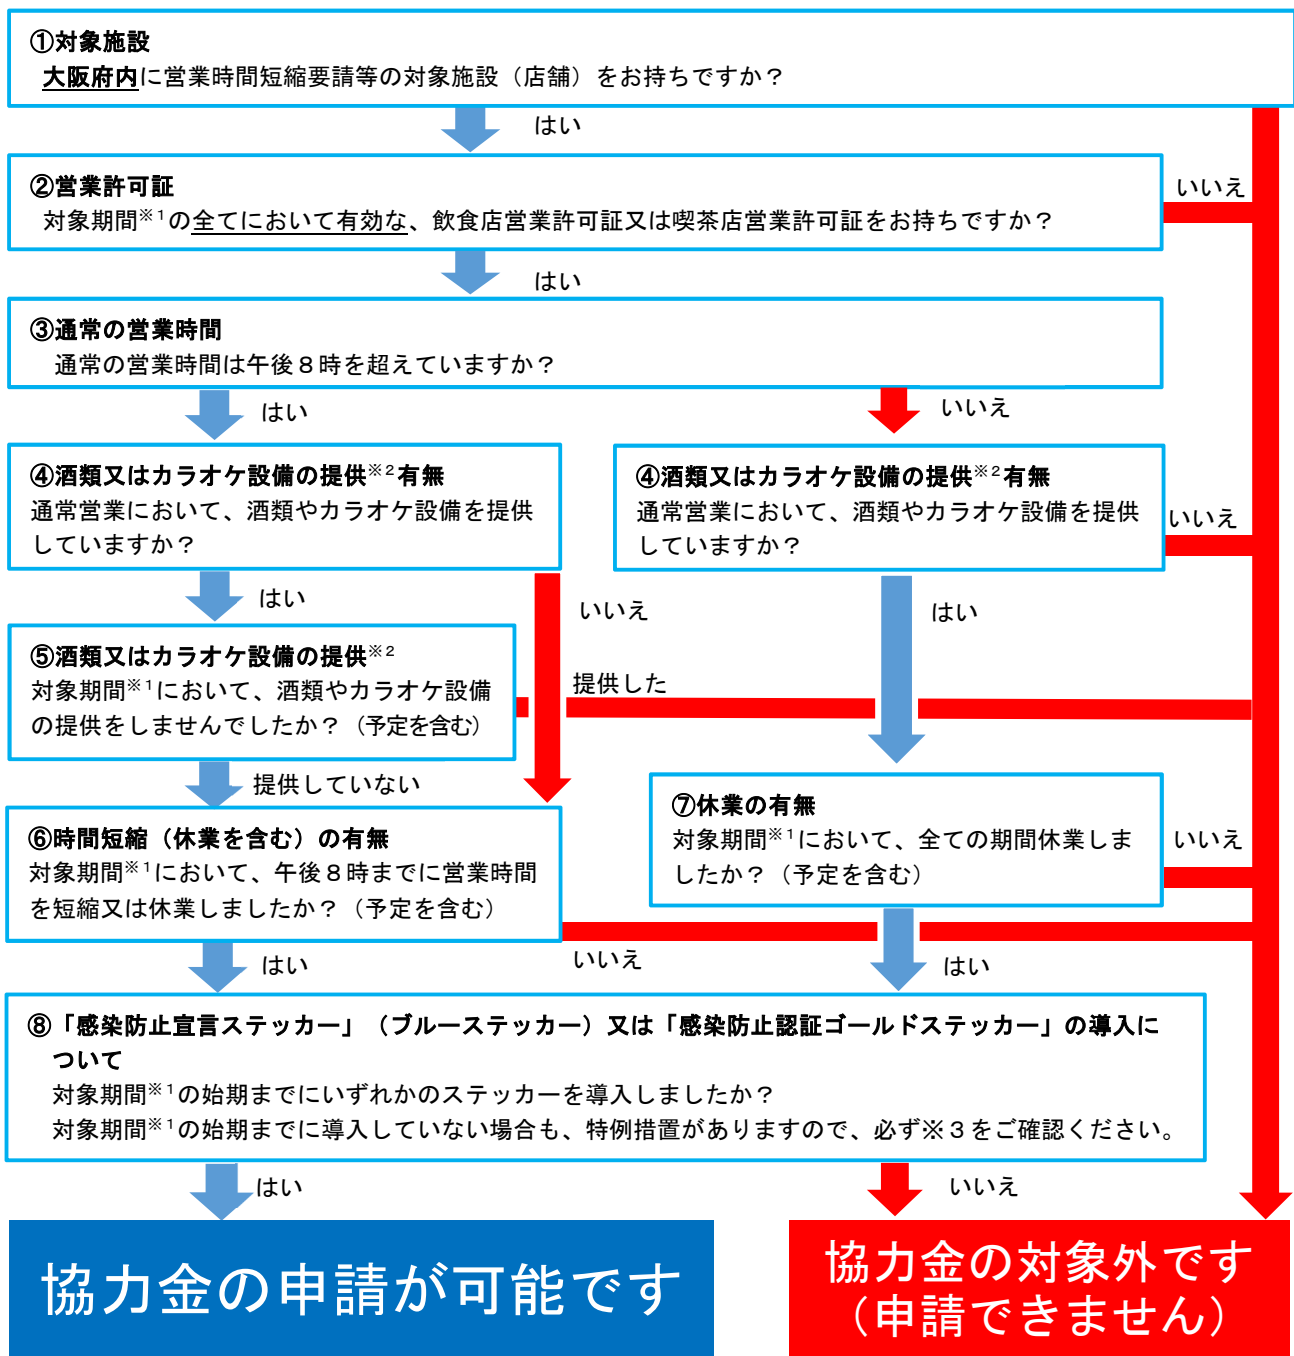 ①対象施設
大阪府内に営業時間短縮要請等の対象施設（店舗）をお持ちですか？
はい
②営業許可証
対象期間※1の全てにおいて有効な、飲食店営業許可証又は喫茶店営業許可証をお持ちですか？
いいえ
はい
③通常の営業時間
通常の営業時間は午後８時を超えていますか？
はい
いいえ
④酒類又はカラオケ設備の提供※2有無
通常営業において、酒類やカラオケ設備を提供
していますか？
④酒類又はカラオケ設備の提供※2有無
通常営業において、酒類やカラオケ設備を提供
していますか？
いいえ
はい
いいえ
はい
⑤酒類又はカラオケ設備の提供※2
対象期間※1において、酒類やカラオケ設備
の提供をしませんでしたか？（予定を含む）
提供した
提供していない
⑥時間短縮（休業を含む）の有無
対象期間※1において、午後８時までに営業時間
を短縮又は休業しましたか？（予定を含む）
⑦休業の有無
対象期間※1において、全ての期間休業しま
したか？（予定を含む）
いいえ
はい
いいえ
はい
⑧「感染防止宣言ステッカー」（ブルーステッカー）又は「感染防止認証ゴールドステッカー」の導入に
ついて
対象期間※1の始期までにいずれかのステッカーを導入しましたか？
対象期間※1の始期までに導入していない場合も、特例措置がありますので、必ず※３をご確認ください。
はい
いいえ
協力金の申請が可能です
協力金の対象外です
（申請できません）